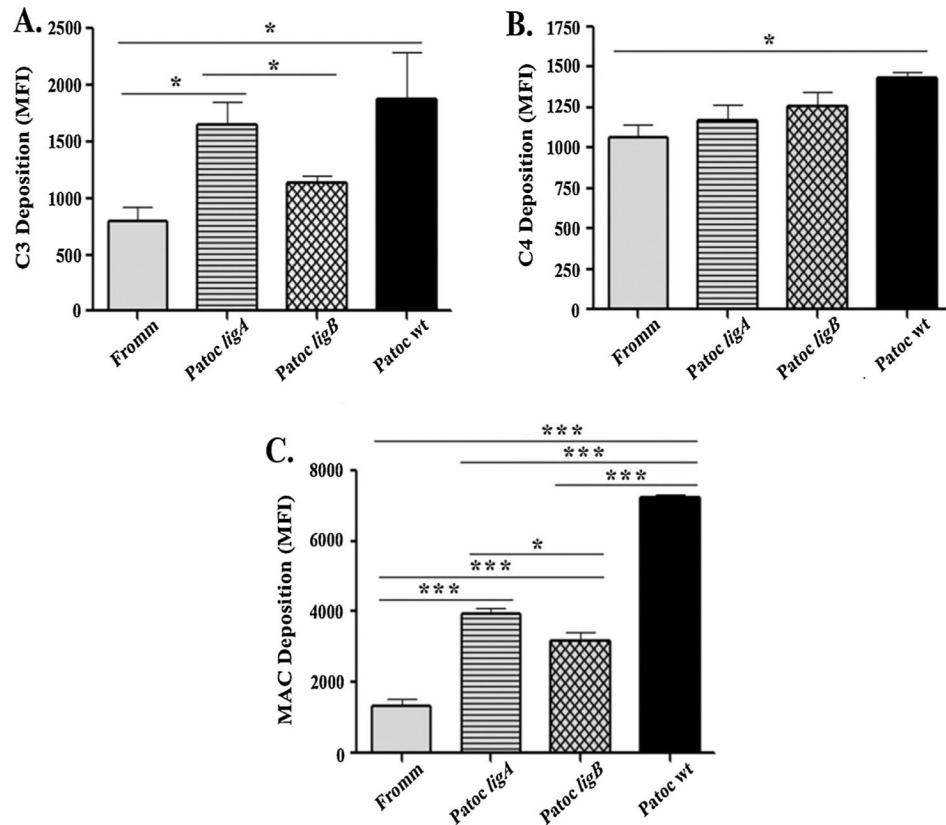 A.
C3 Deposition (MFI)
2500
2000
1500
1000
500
0
*
*
*
Fromm
Patoc ligA
Patoc ligB
Patoc wt
B.
C4 Deposition (MFI)
1750
1500
1250
1000
750
500
250
0
*
Fromm
Patoc ligA
Patoc ligB
Patoc wt
C.
MAC Deposition (MFI)
8000
6000
4000
2000
0
***
***
***
*
***
***
Fromm
Patoc ligA
Patoc ligB
Patoc wt